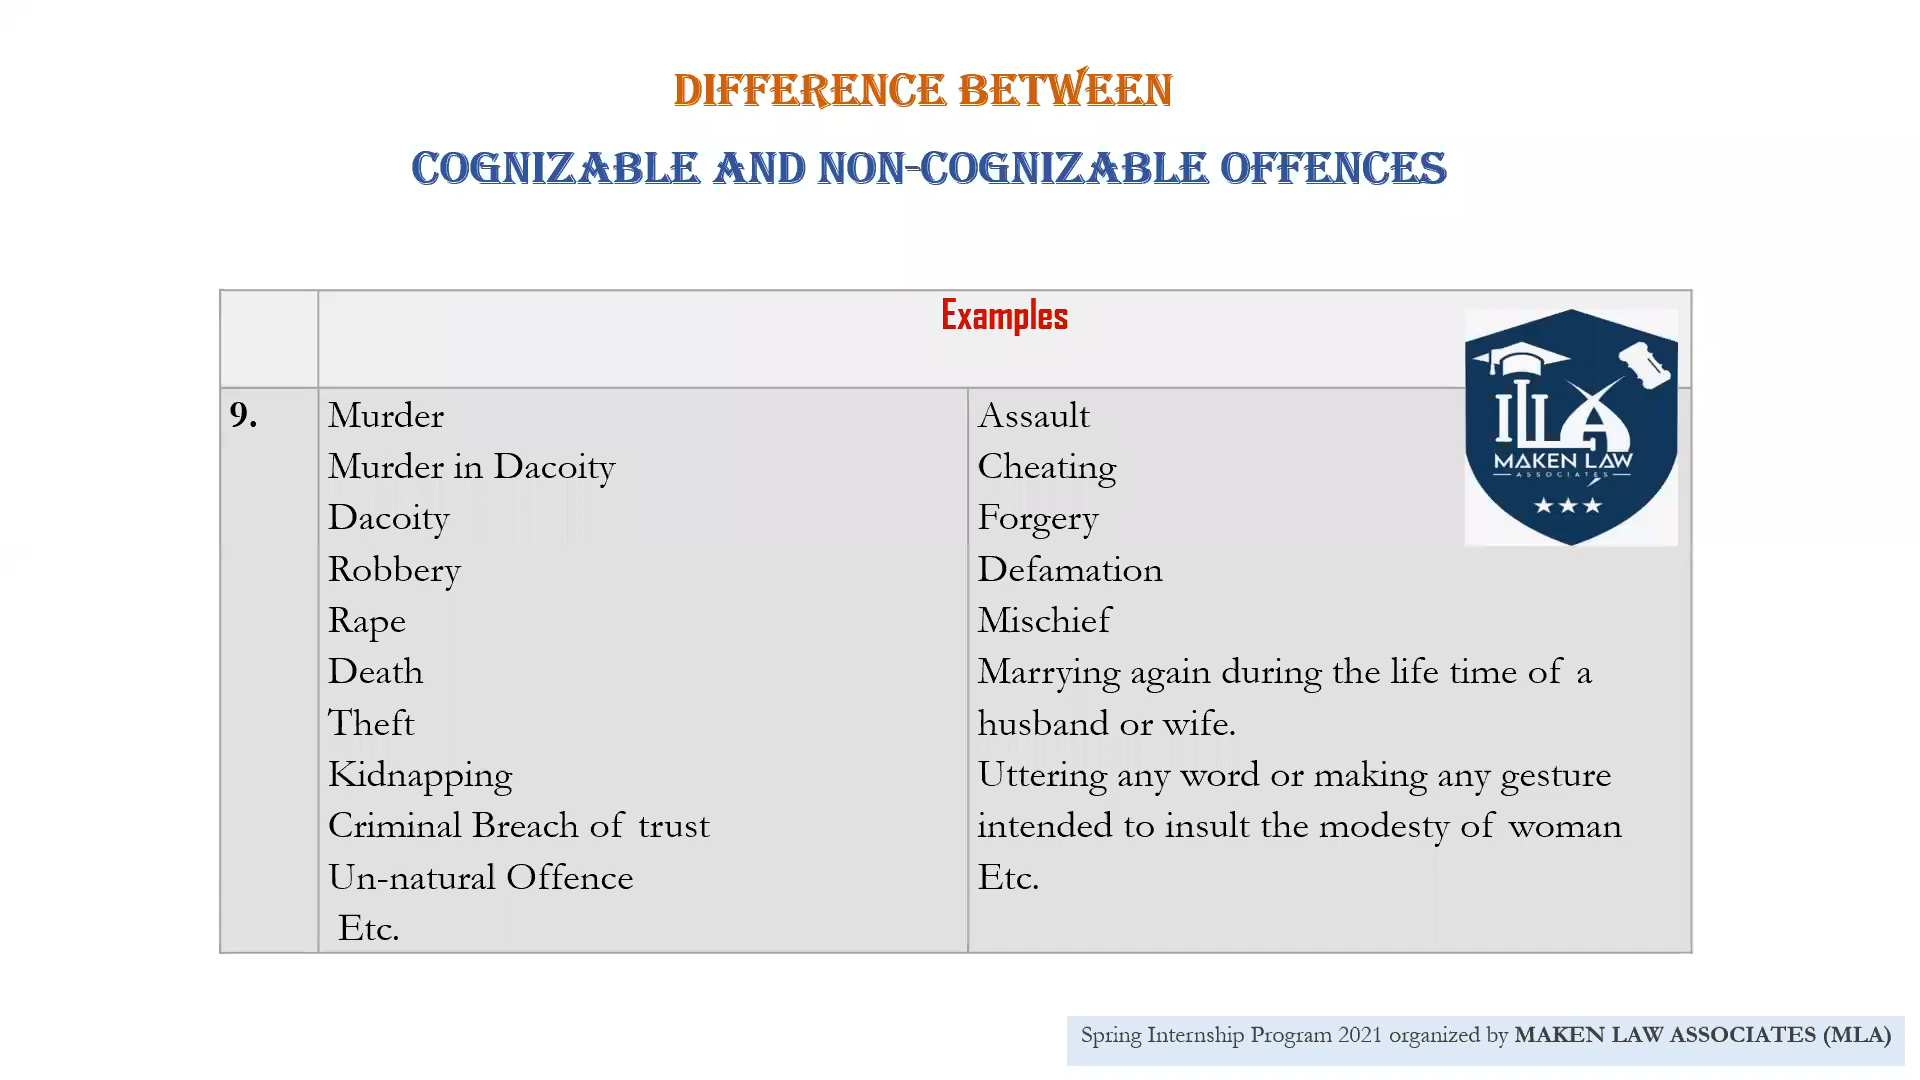 DIFFERENCE BETWEEN
COGNIZABLE AND NON-COGNIZABLE OFFENCES
Examples
9.
Murder
Murder in Dacoity
Dacoity
Robbery
Rape
Death
Theft
Kidnapping
Criminal Breach of trust
Un-natural Offence
Etc.
Assault
Cheating
Forgery
Defamation
Mischief
Marrying again during the life time of a
husband or wife.
Uttering any word or making any gesture
intended to insult the modesty of woman
Etc.
MLA
MAKEN LAW
ASSOCIATES
Spring Internship Program 2021 organized by MAKEN LAW ASSOCIATES (MLA)